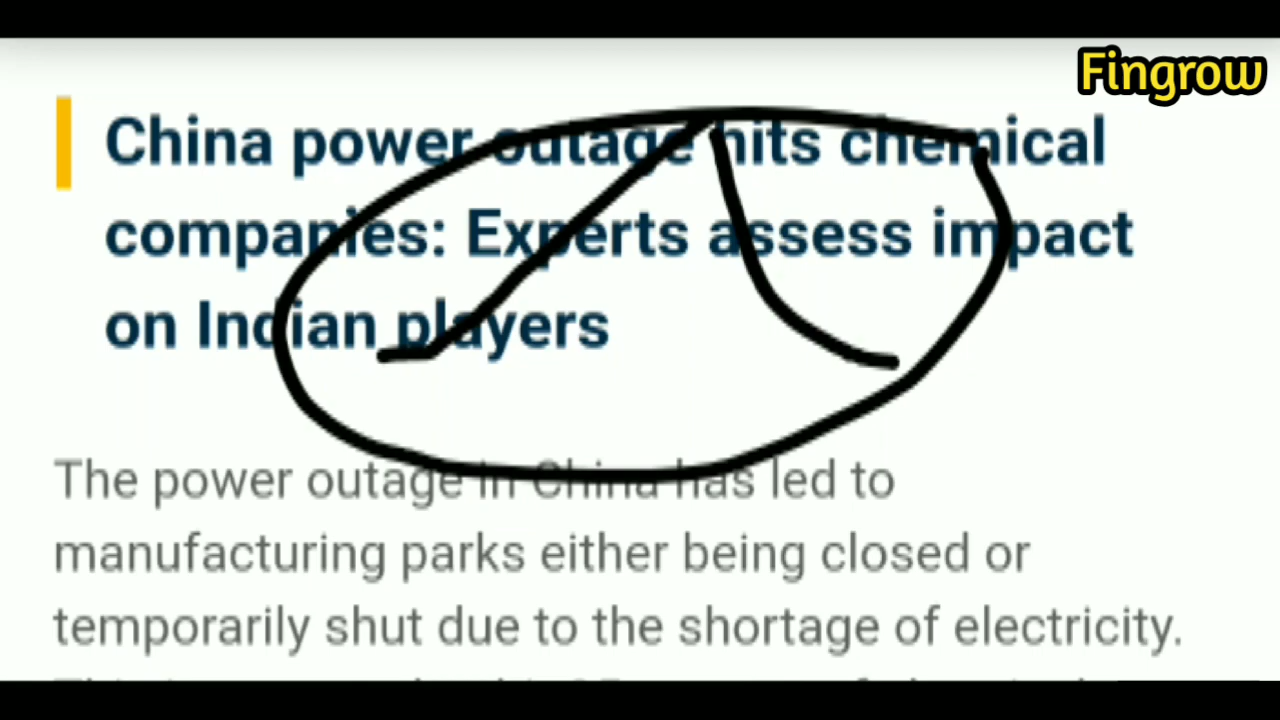 Fingrow
China power outage hits chemical
companies: Experts assess impact
on Indian players
The power outage in China has led to
manufacturing parks either being closed or
temporarily shut due to the shortage of electricity.